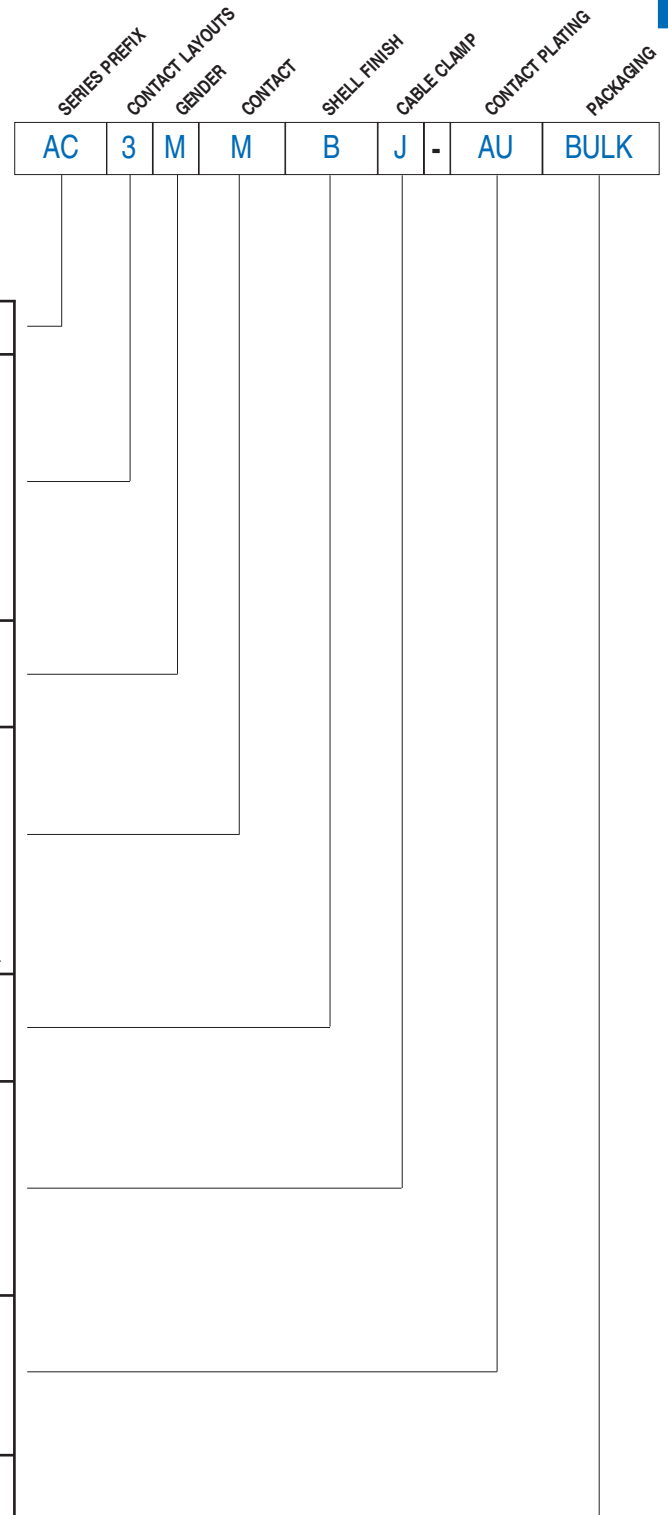 SERIES PREFIX
CONTACT LAYOUTS
GENDER
CONTACT
SHELL FINISH
CABLE CLAMP
CONTACT PLATING
PACKAGING
AC 3 M M B J - AU BULK